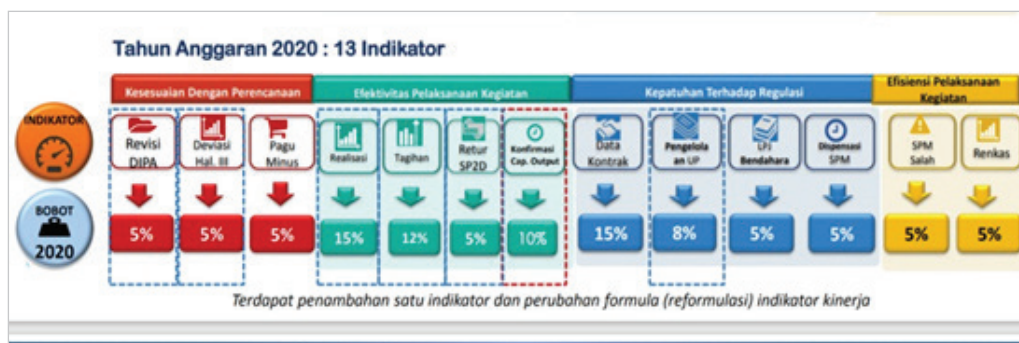 Tahun Anggaran 2020 : 13 Indikator
Kesesuaian Dengan Perencanaan
Efektivitas Pelaksanaan Kegiatan
Kepatuhan Terhadap Regulasi
Efisiensi Pelaksanaan
Kegiatan
INDIKATOR
Revisi
DIPA
Deviasi
Hal. III
Pagu
Minus
Realisasi
Tagihan
Retur
SP2D
Konfirmasi
Cap. Output
Data
Kontrak
Pengelola
an UP
LPJ
Bendahara
Dispensasi
SPM
SPM
Salah
Renkas
BOBOT
2020
5%
5%
5%
15%
12%
5%
10%
15%
8%
5%
5%
5%
5%
Terdapat penambahan satu indikator dan perubahan formula (reformulasi) indikator kinerja